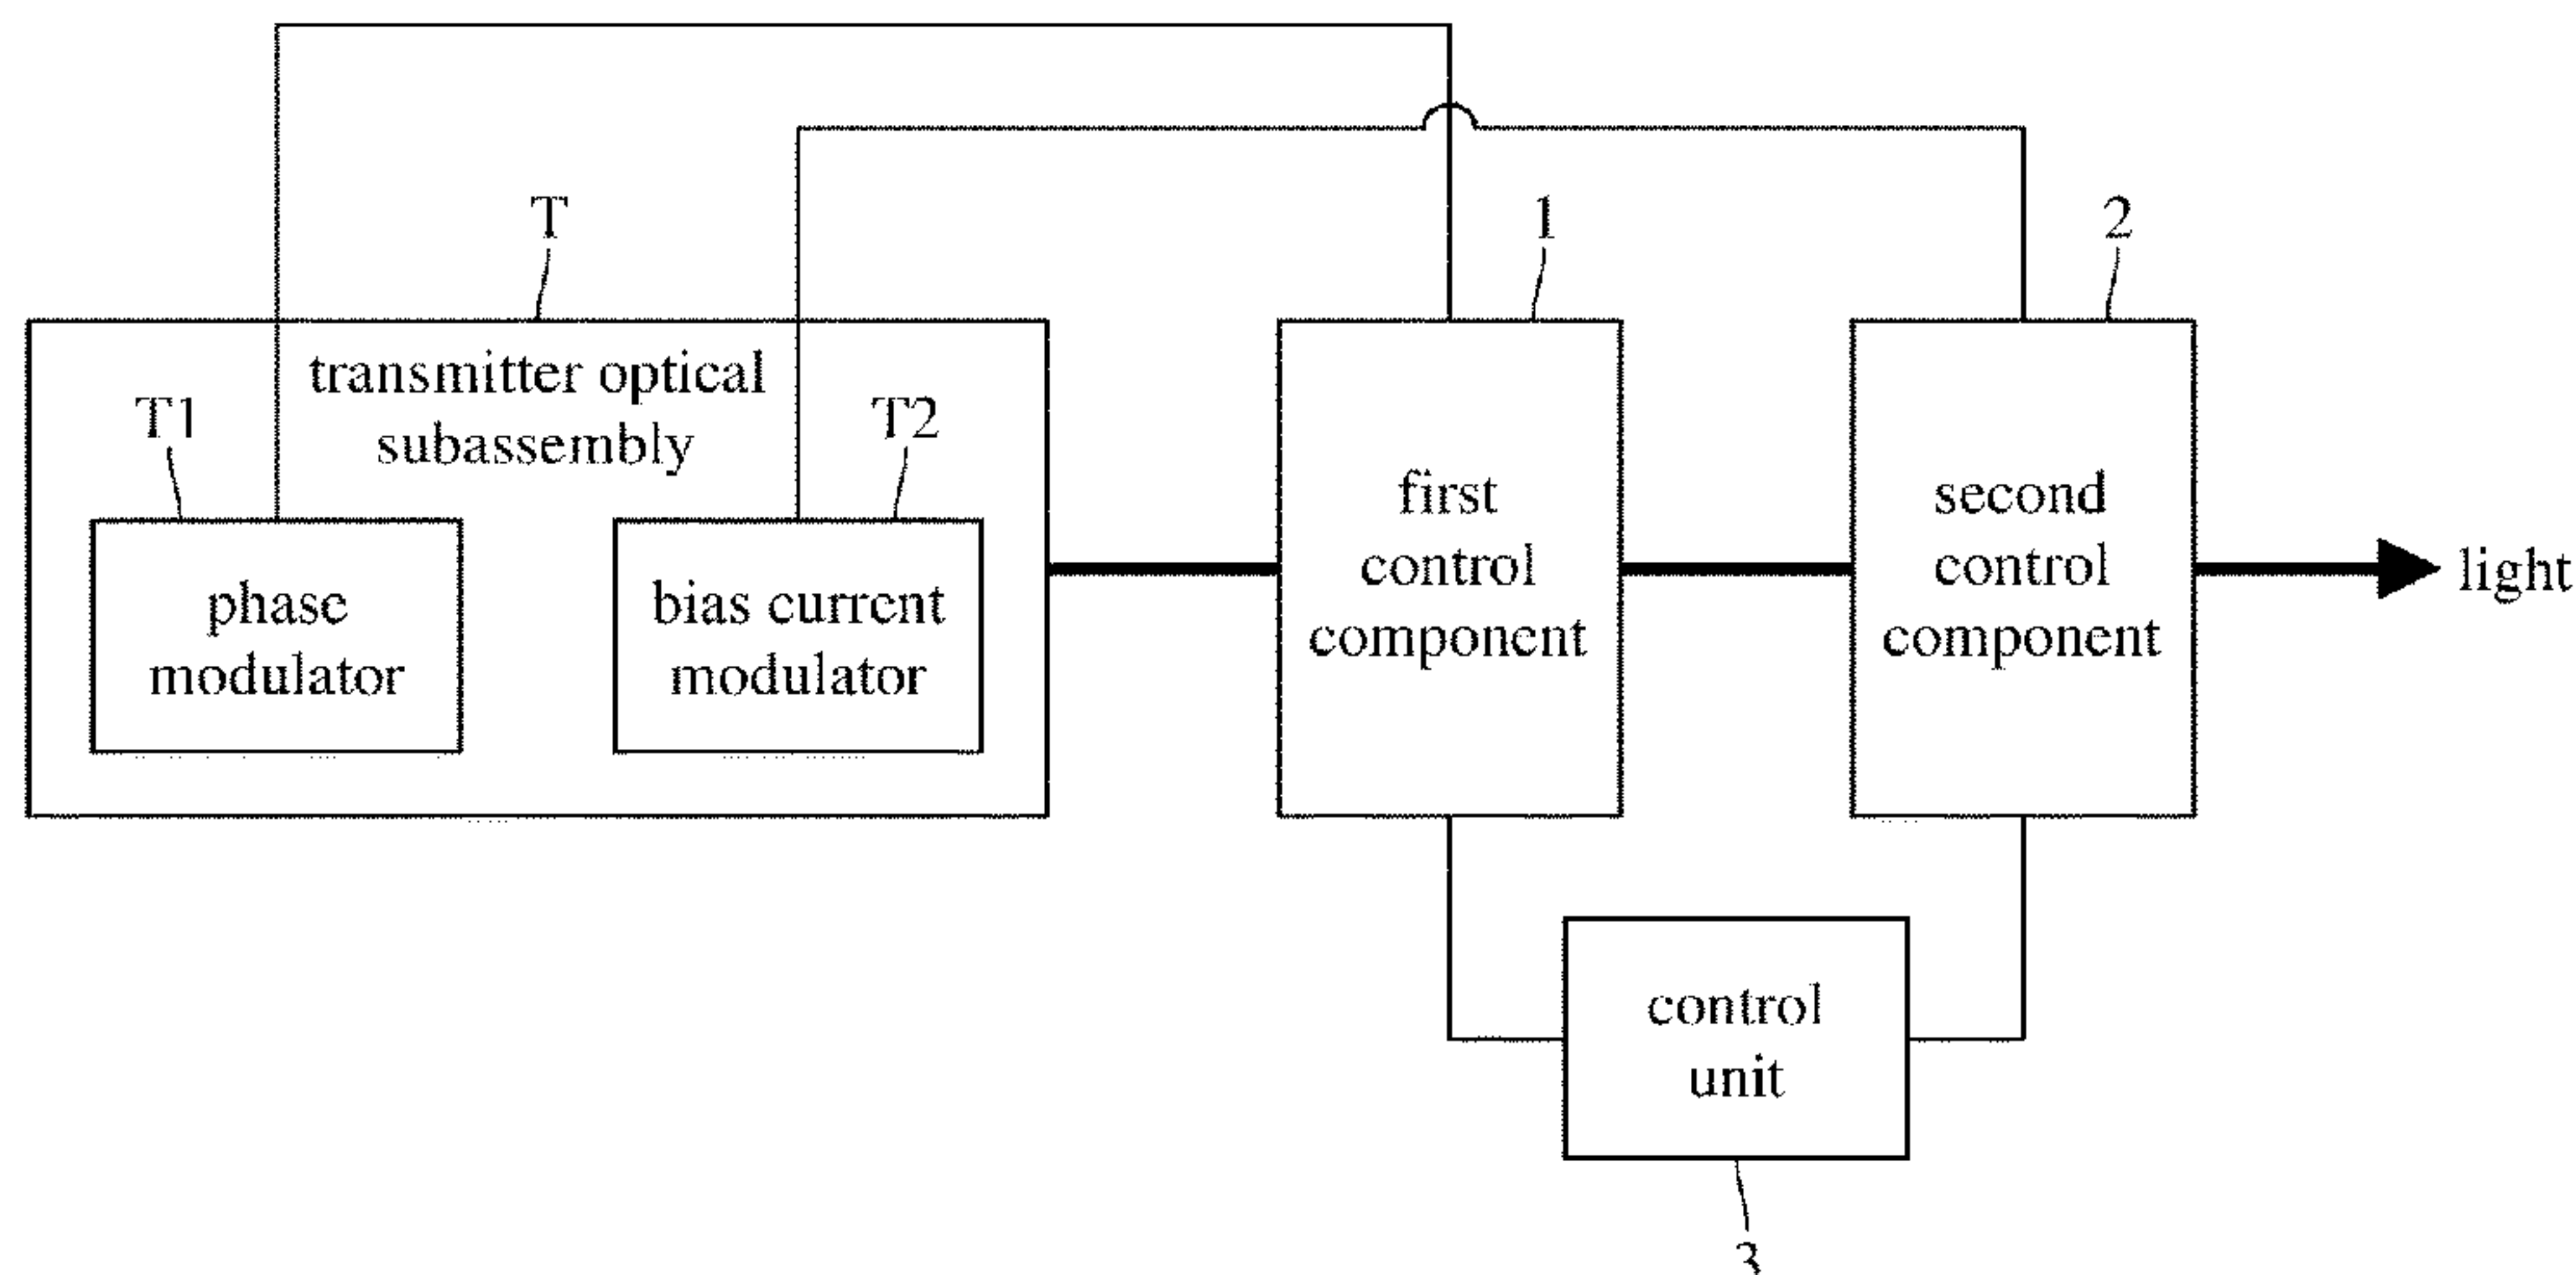 T
1
2
transmitter optical
subassembly
T1
T2
phase
modulator
bias current
modulator
first
control
component
second
control
component
light
control
unit
3